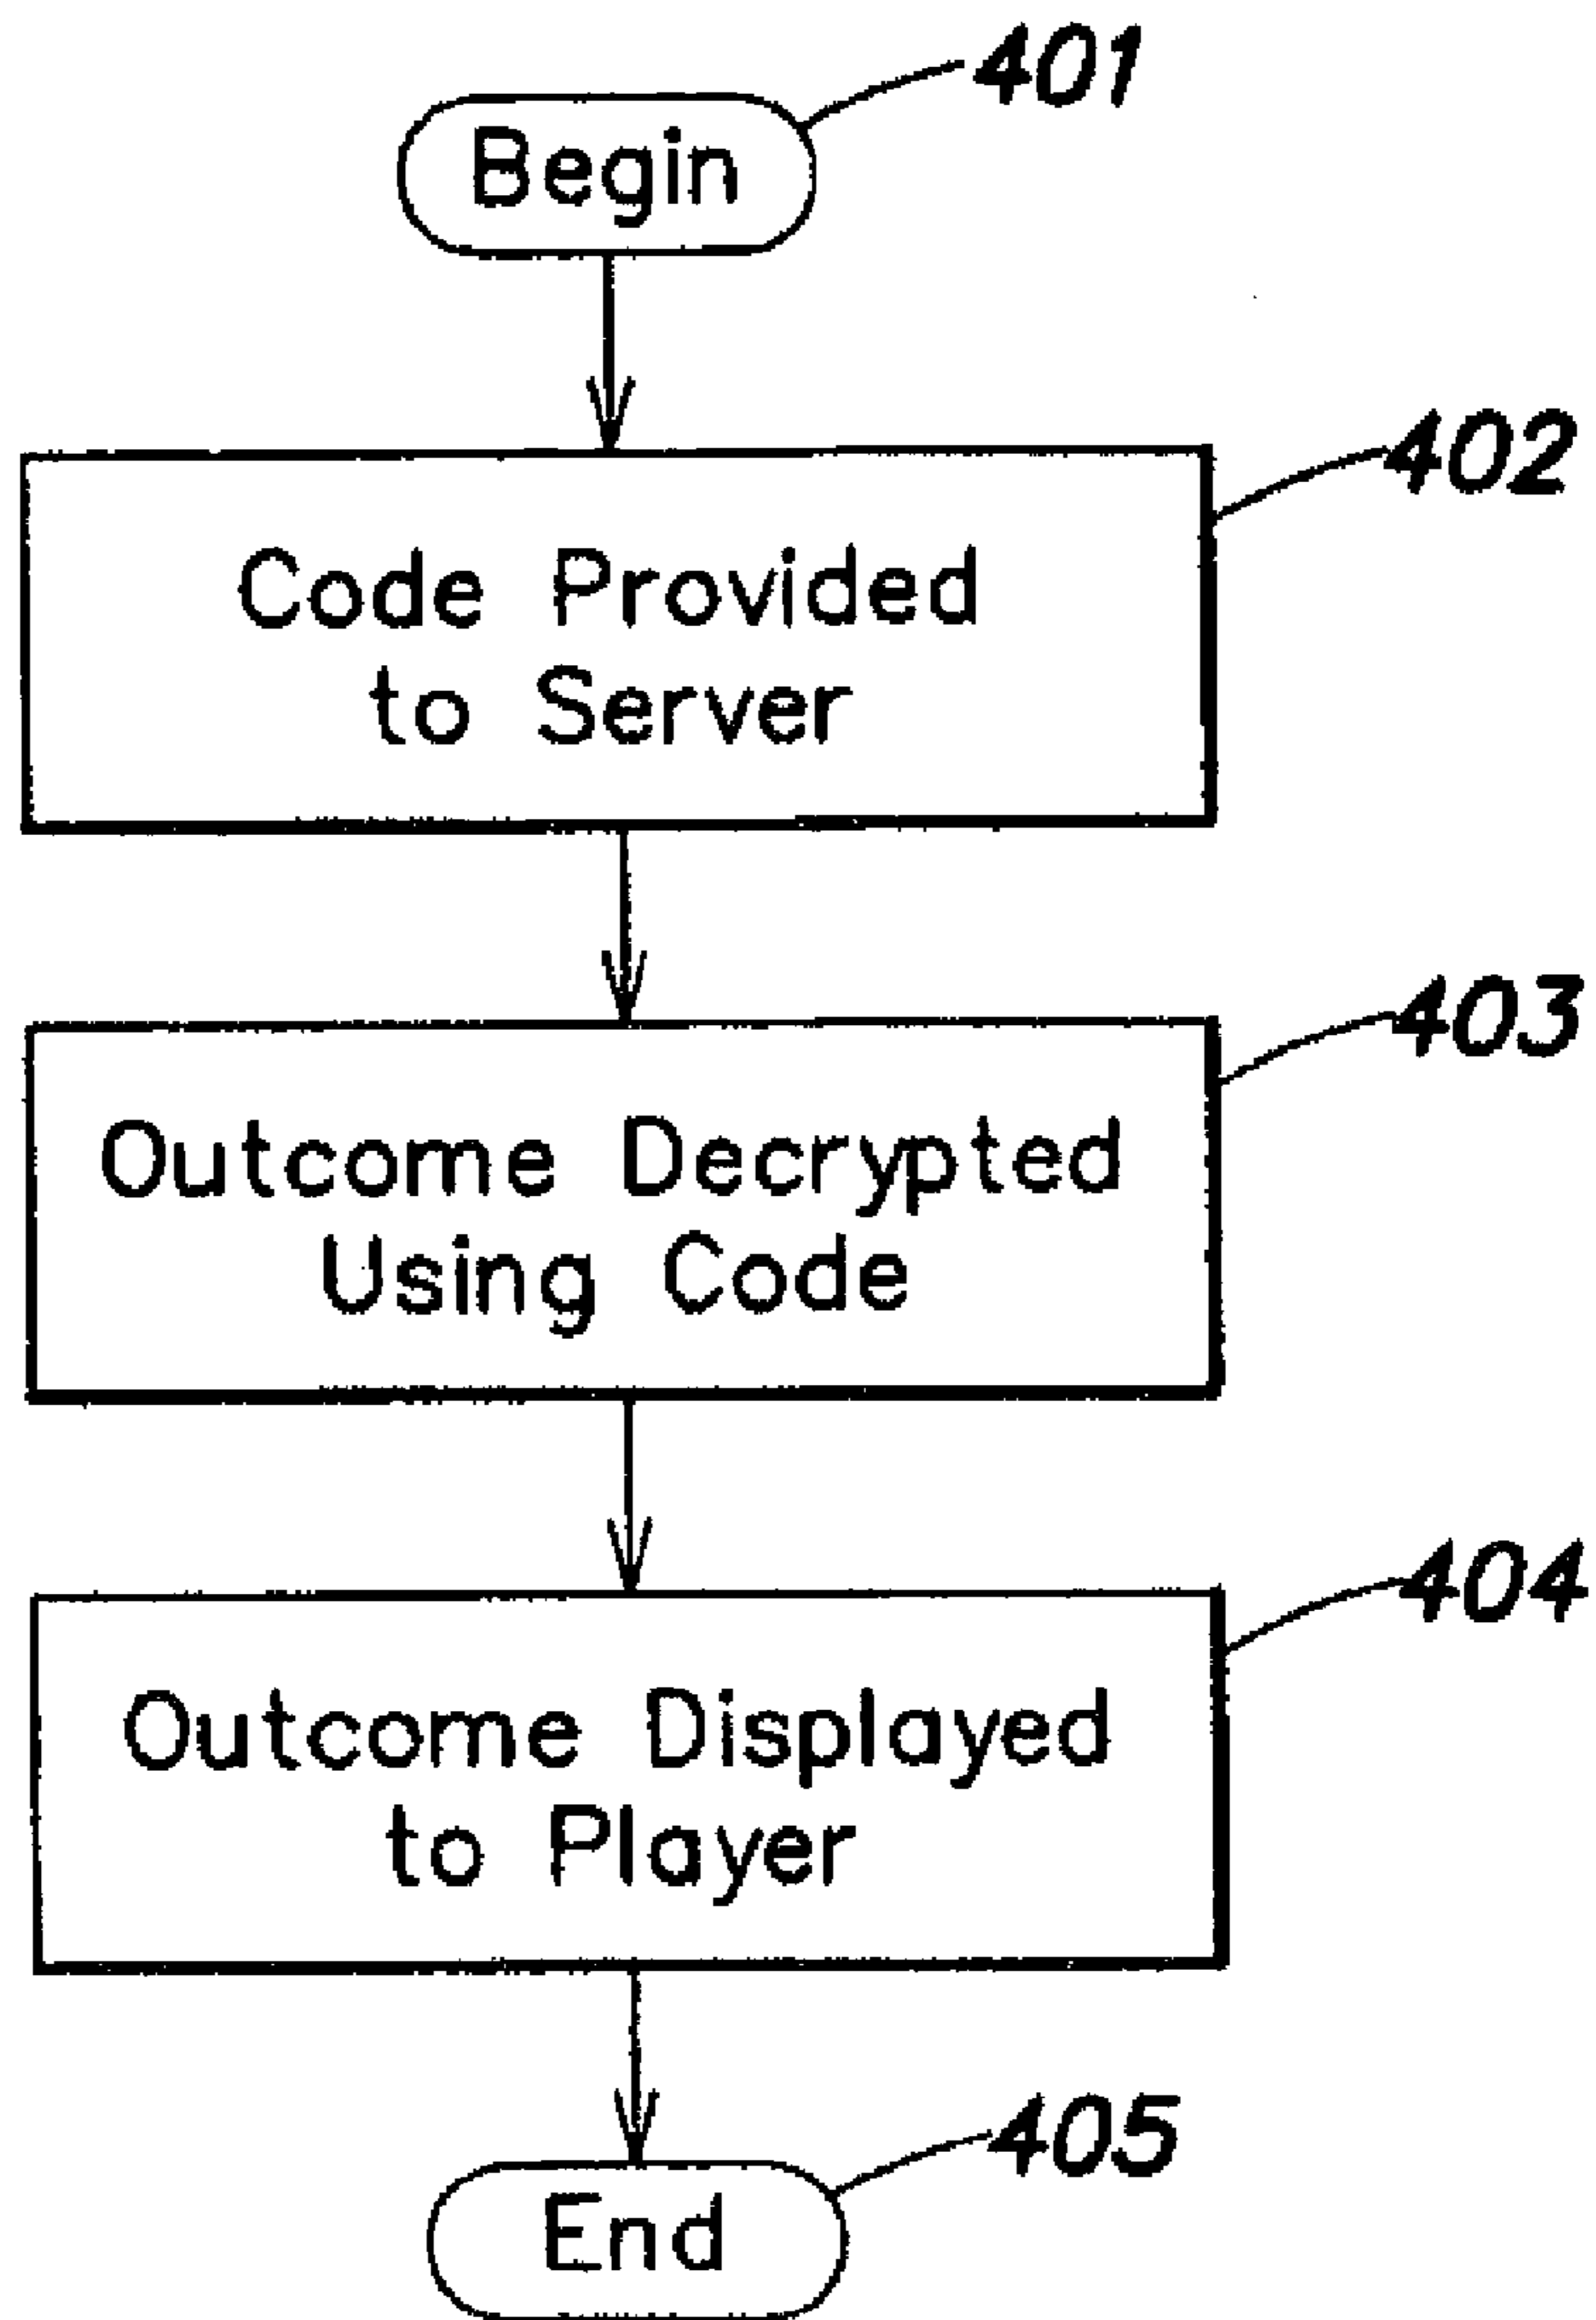 401
Begin
402
Code Provided
to Server
403
Outcome Decrypted
Using Code
404
Outcome Displayed
to Player
405
End